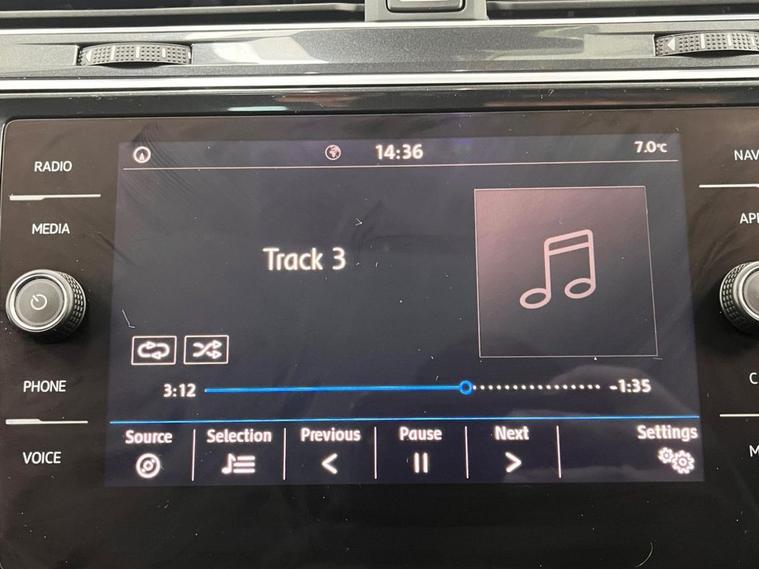 RADIO
MEDIA
PHONE
VOICE
14:36
7.0°C
Track 3
3:12
-1:35
Source
Selection
Previous
Pause
Next
Settings
NAV